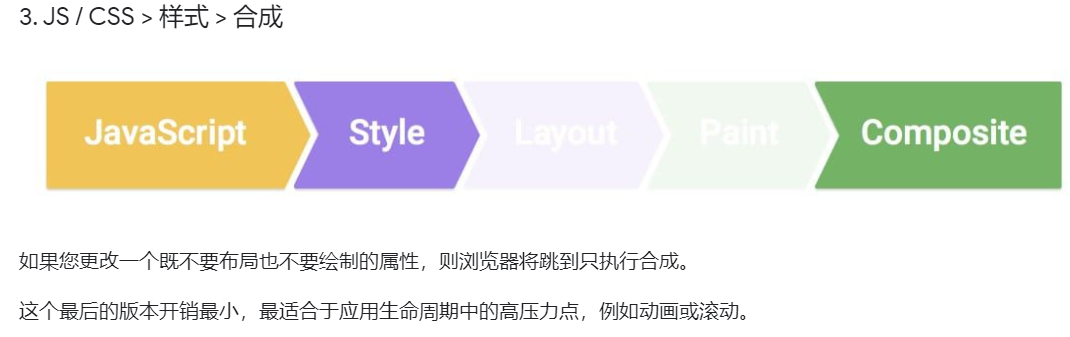 3. JS / CSS > 样式 > 合成
JavaScript Style Layout Paint Composite
如果您更改一个既不要布局也不要绘制的属性，则浏览器将跳到只执行合成。
这个最后的版本开销最小，最适合于应用生命周期中的高压力点，例如动画或滚动。